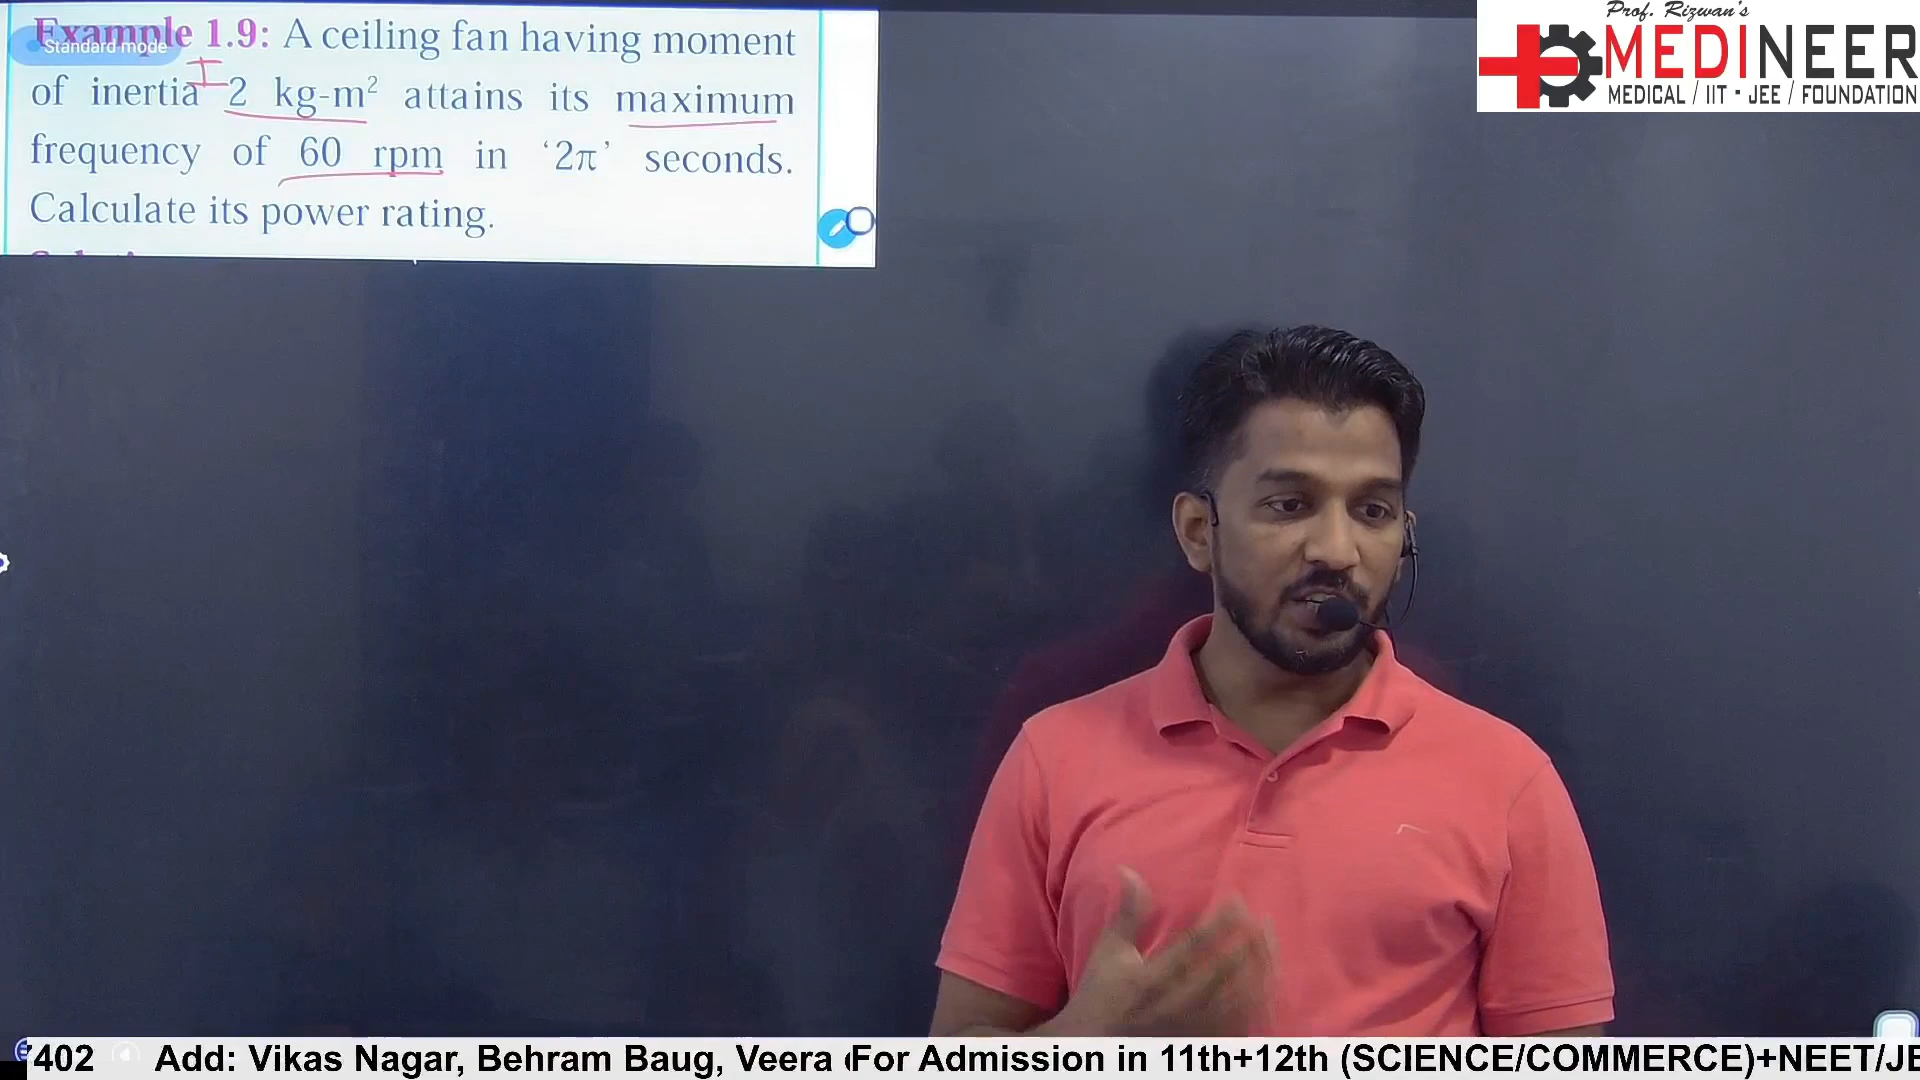 Example 1.9: A ceiling fan having moment
Standard mode
I
of inertia 2 kg-m² attains its maximum
frequency of 60 rpm in ‘2π’ seconds.
Calculate its power rating.
Prof. Rizwan's
MEDINEER
MEDICAL / IIT - JEE / FOUNDATION
7402 Add: Vikas Nagar, Behram Baug, Veera For Admission in 11th+12th (SCIENCE/COMMERCE)+NEET/JE